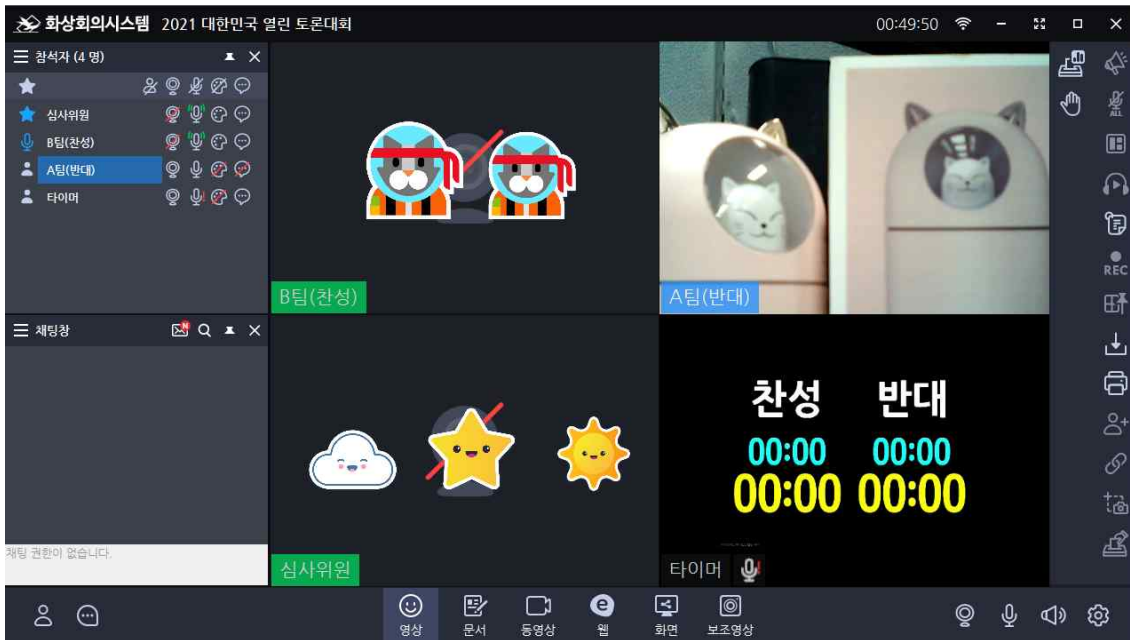 화상회의시스템 2021 대한민국 열린 토론대회 00:49:50
참석자 (4 명)
심사위원
B팀(찬성)
A팀(반대)
타이머
B팀(찬성)
A팀(반대)
ALL
REC
채팅창
N
채팅 권한이 없습니다.
심사위원
찬성 반대
00:00 00:00
00:00 00:00
타이머
영상 문서 동영상 웹 화면 보조영상